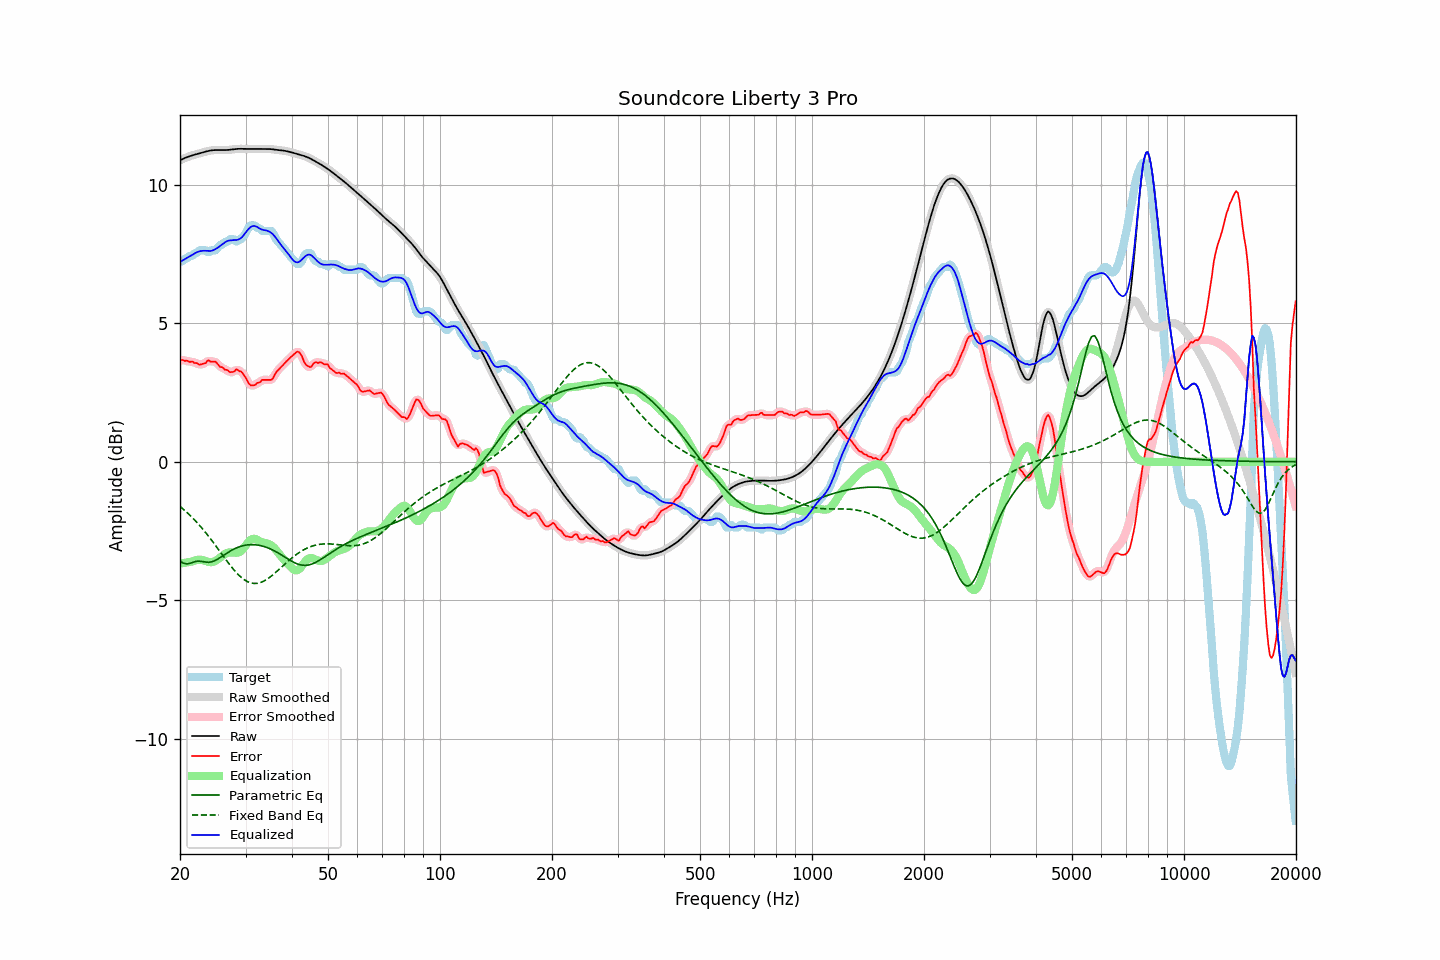 Soundcore Liberty 3 Pro
Amplitude (dBr)
10
5
0
−5
−10
Target
Raw Smoothed
Error Smoothed
Raw
Error
Equalization
Parametric Eq
Fixed Band Eq
Equalized
20 50 100 200 500 1000 2000 5000 10000 20000
Frequency (Hz)